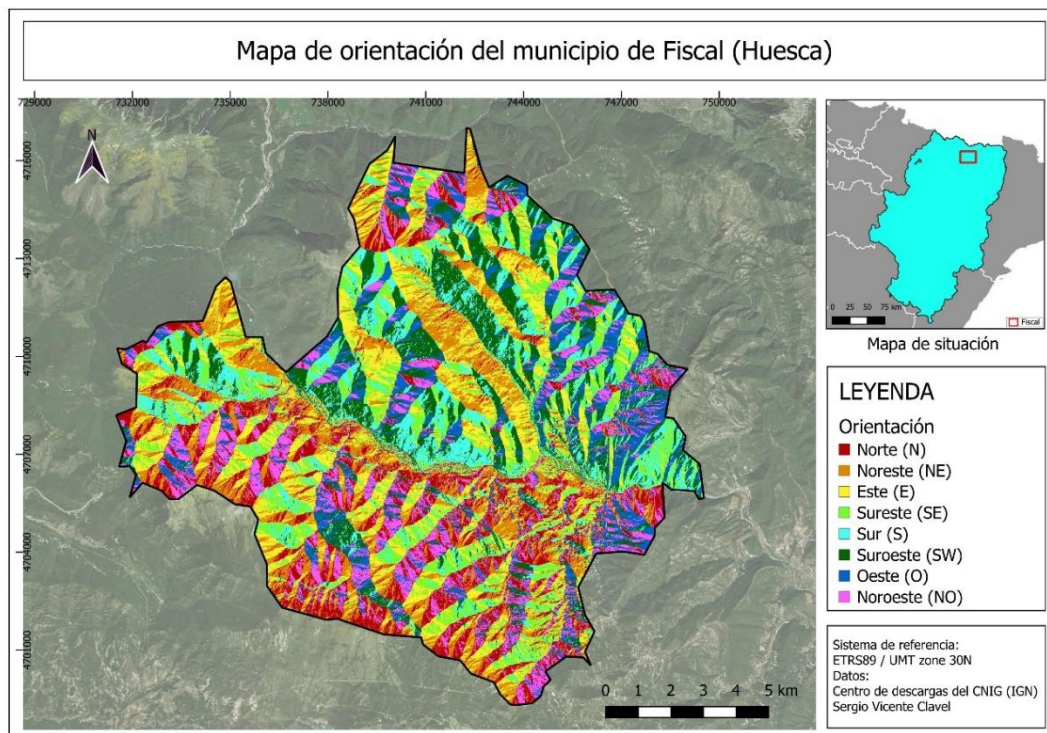 Mapa de orientación del municipio de Fiscal (Huesca)
729000 732000 735000 738000 741000 744000 747000 750000
4716000
4713000
4710000
4707000
4704000
4701000
N
0 1 2 3 4 5 km
0 25 50 75 km
Fiscal
Mapa de situación
LEYENDA
Orientación
Norte (N)
Noreste (NE)
Este (E)
Sureste (SE)
Sur (S)
Suroeste (SW)
Oeste (O)
Noroeste (NO)
Sistema de referencia:
ETRS89 / UMT zone 30N
Datos:
Centro de descargas del CNIG (IGN)
Sergio Vicente Clavel